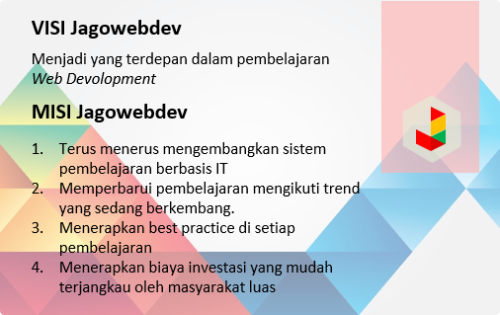 VISI Jagowebdev
Menjadi yang terdepan dalam pembelajaran
Web Devolopment
MISI Jagowebdev
1. Terus menerus mengembangkan sistem
pembelajaran berbasis IT
2. Memperbarui pembelajaran mengikuti trend
yang sedang berkembang.
3. Menerapkan best practice di setiap
pembelajaran
4. Menerapkan biaya investasi yang mudah
terjangkau oleh masyarakat luas